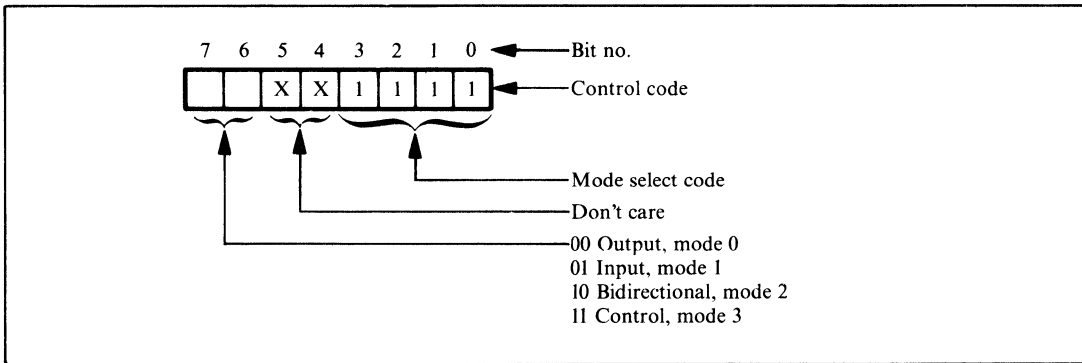 7 6 5 4 3 2 1 0 Bit no.
X X 1 1 1 1 Control code
Mode select code
Don't care
00 Output, mode 0
01 Input, mode 1
10 Bidirectional, mode 2
11 Control, mode 3